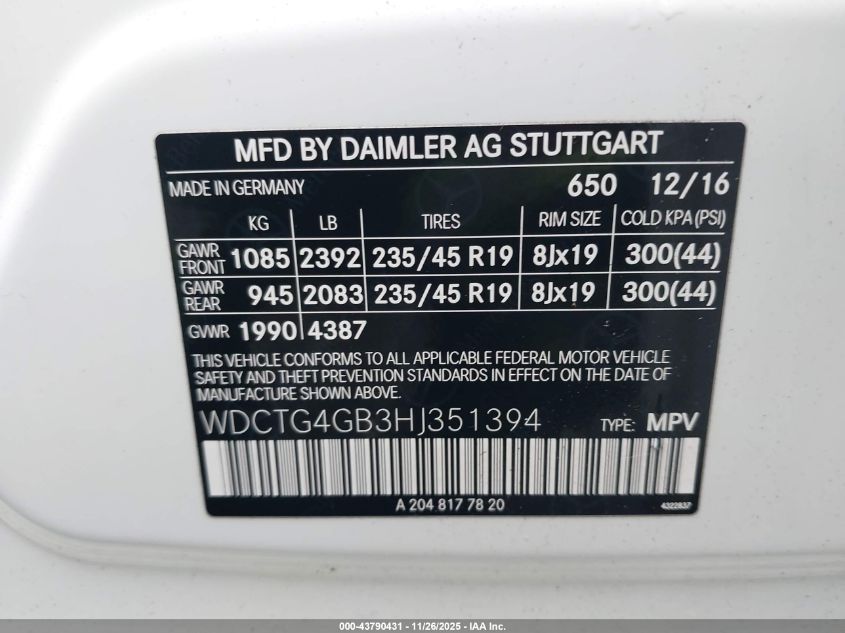 MFD BY DAIMLER AG STUTTGART
MADE IN GERMANY 650 12/16
KG LB TIRES RIM SIZE COLD KPA (PSI)
GAWR FRONT 1085 2392 235/45 R19 8Jx19 300(44)
GAWR REAR 945 2083 235/45 R19 8Jx19 300(44)
GVWR 1990 4387
THIS VEHICLE CONFORMS TO ALL APPLICABLE FEDERAL MOTOR VEHICLE
SAFETY AND THEFT PREVENTION STANDARDS IN EFFECT ON THE DATE OF
MANUFACTURE SHOWN ABOVE.
WDCTG4GB3HJ351394 TYPE: MPV
A 204 817 78 20 4322837
000-43790431 - 11/26/2025 - IAA Inc.